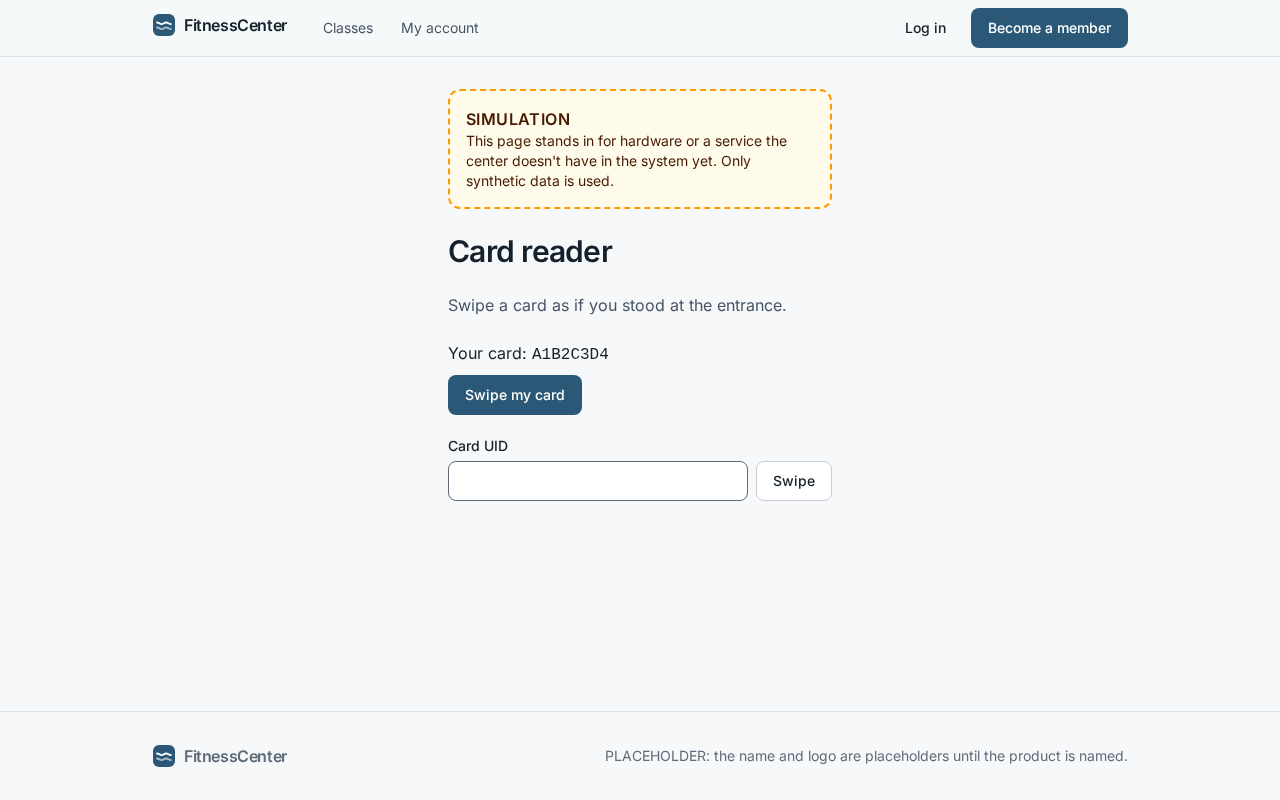 FitnessCenter
Classes
My account
Log in
Become a member
SIMULATION
This page stands in for hardware or a service the
center doesn't have in the system yet. Only
synthetic data is used.
Card reader
Swipe a card as if you stood at the entrance.
Your card: A1B2C3D4
Swipe my card
Card UID
Swipe
FitnessCenter
PLACEHOLDER: the name and logo are placeholders until the product is named.